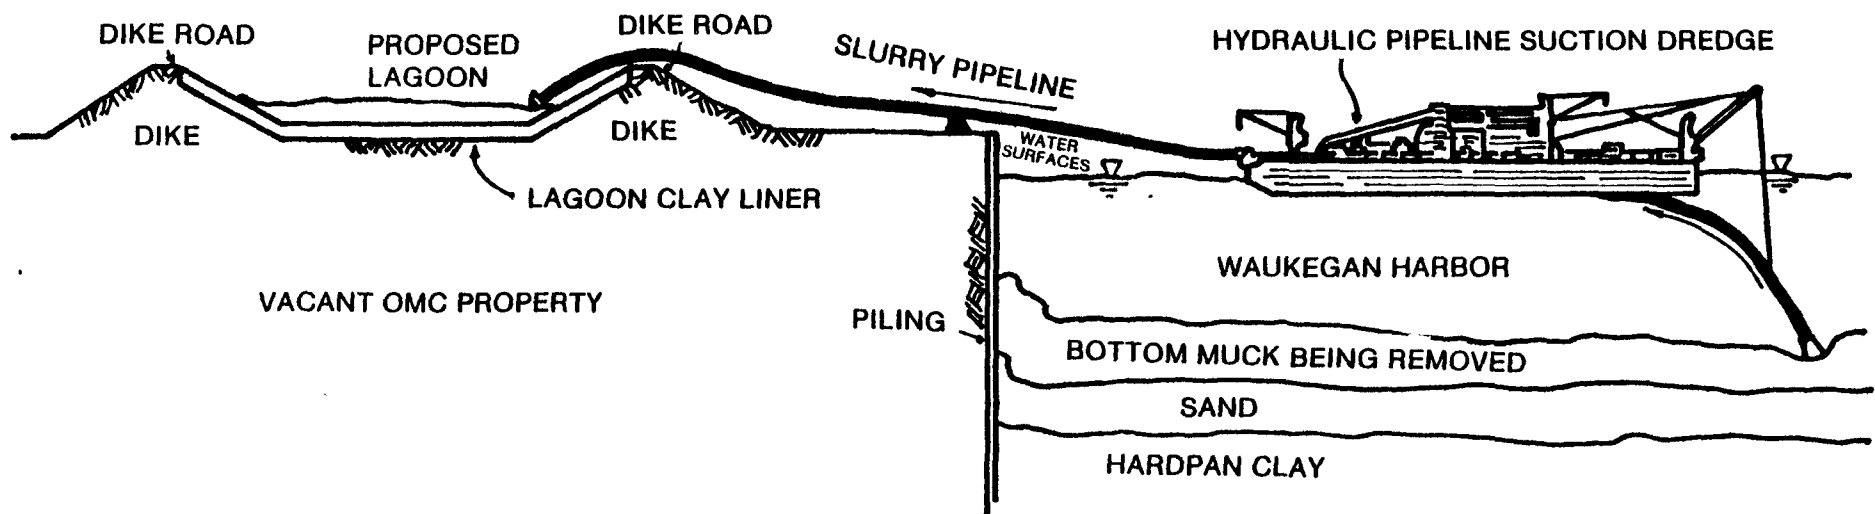 DIKE ROAD
PROPOSED
LAGOON
DIKE ROAD
SLURRY PIPELINE
HYDRAULIC PIPELINE SUCTION DREDGE
DIKE
DIKE
WATER
SURFACES
LAGOON CLAY LINER
WAUKEGAN HARBOR
VACANT OMC PROPERTY
PILING
BOTTOM MUCK BEING REMOVED
SAND
HARDPAN CLAY